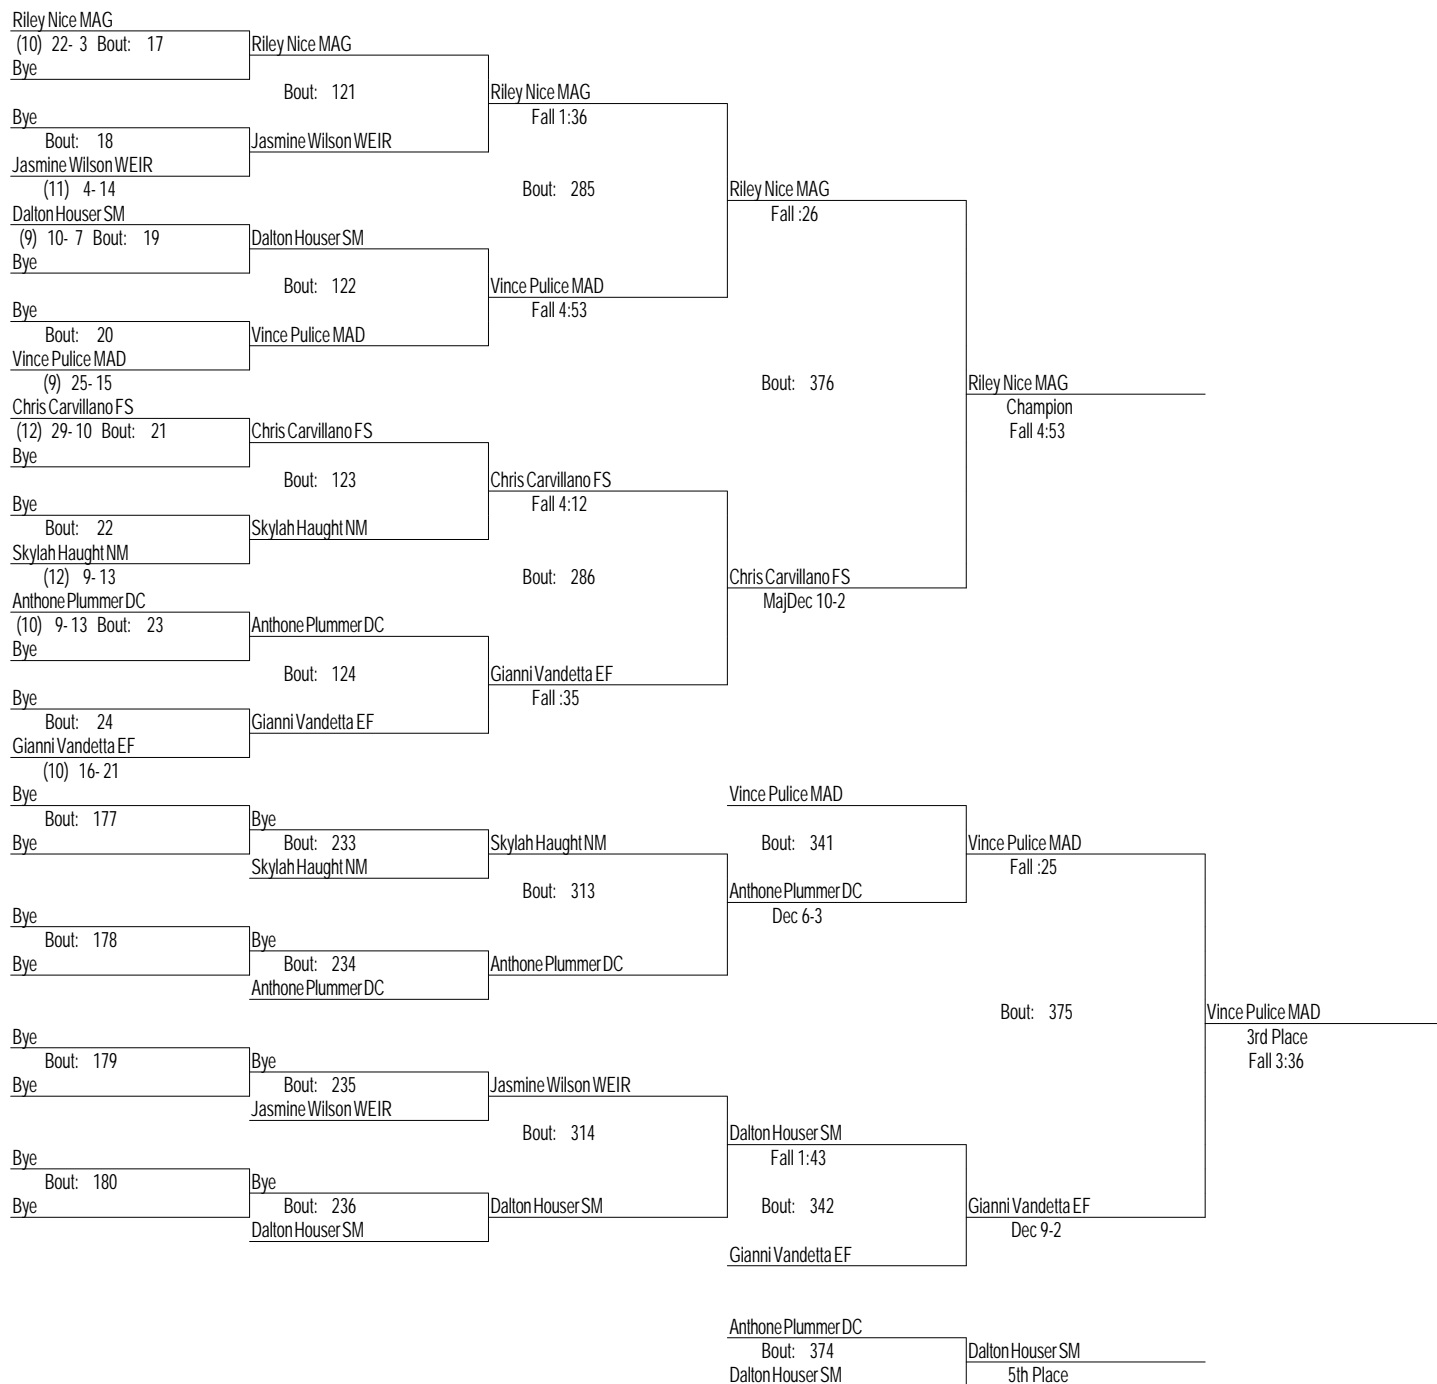 Riley Nice MAG
(10) 22- 3 Bout: 17
Riley Nice MAG
Bye
Bout: 121
Riley Nice MAG
Bye
Fall 1:36
Bout: 18
Jasmine Wilson WEIR
Jasmine Wilson WEIR
(11) 4- 14
Bout: 285
Riley Nice MAG
Dalton Houser SM
Fall :26
(9) 10- 7 Bout: 19
Dalton Houser SM
Bye
Bout: 122
Vince Pulice MAD
Bye
Fall 4:53
Bout: 20
Vince Pulice MAD
Vince Pulice MAD
(9) 25- 15
Bout: 376
Riley Nice MAG
Chris Carvillano FS
Champion
(12) 29- 10 Bout: 21
Chris Carvillano FS
Fall 4:53
Bye
Bout: 123
Chris Carvillano FS
Bye
Fall 4:12
Bout: 22
Skylah Haught NM
Skylah Haught NM
(12) 9- 13
Bout: 286
Chris Carvillano FS
Anthone Plummer DC
MajDec 10-2
(10) 9- 13 Bout: 23
Anthone Plummer DC
Bye
Bout: 124
Gianni Vandetta EF
Bye
Fall :35
Bout: 24
Gianni Vandetta EF
Gianni Vandetta EF
(10) 16- 21
Bye
Vince Pulice MAD
Bout: 177
Bye
Bye
Bout: 233
Skylah Haught NM
Bout: 341
Vince Pulice MAD
Skylah Haught NM
Fall :25
Bout: 313
Anthone Plummer DC
Bye
Dec 6-3
Bout: 178
Bye
Bye
Bout: 234
Anthone Plummer DC
Anthone Plummer DC
Bout: 375
Vince Pulice MAD
Bye
3rd Place
Bout: 179
Bye
Fall 3:36
Bye
Bout: 235
Jasmine Wilson WEIR
Jasmine Wilson WEIR
Bout: 314
Dalton Houser SM
Bye
Fall 1:43
Bout: 180
Bye
Bye
Bout: 236
Dalton Houser SM
Bout: 342
Gianni Vandetta EF
Dalton Houser SM
Dec 9-2
Gianni Vandetta EF
Anthone Plummer DC
Bout: 374
Dalton Houser SM
Dalton Houser SM
5th Place